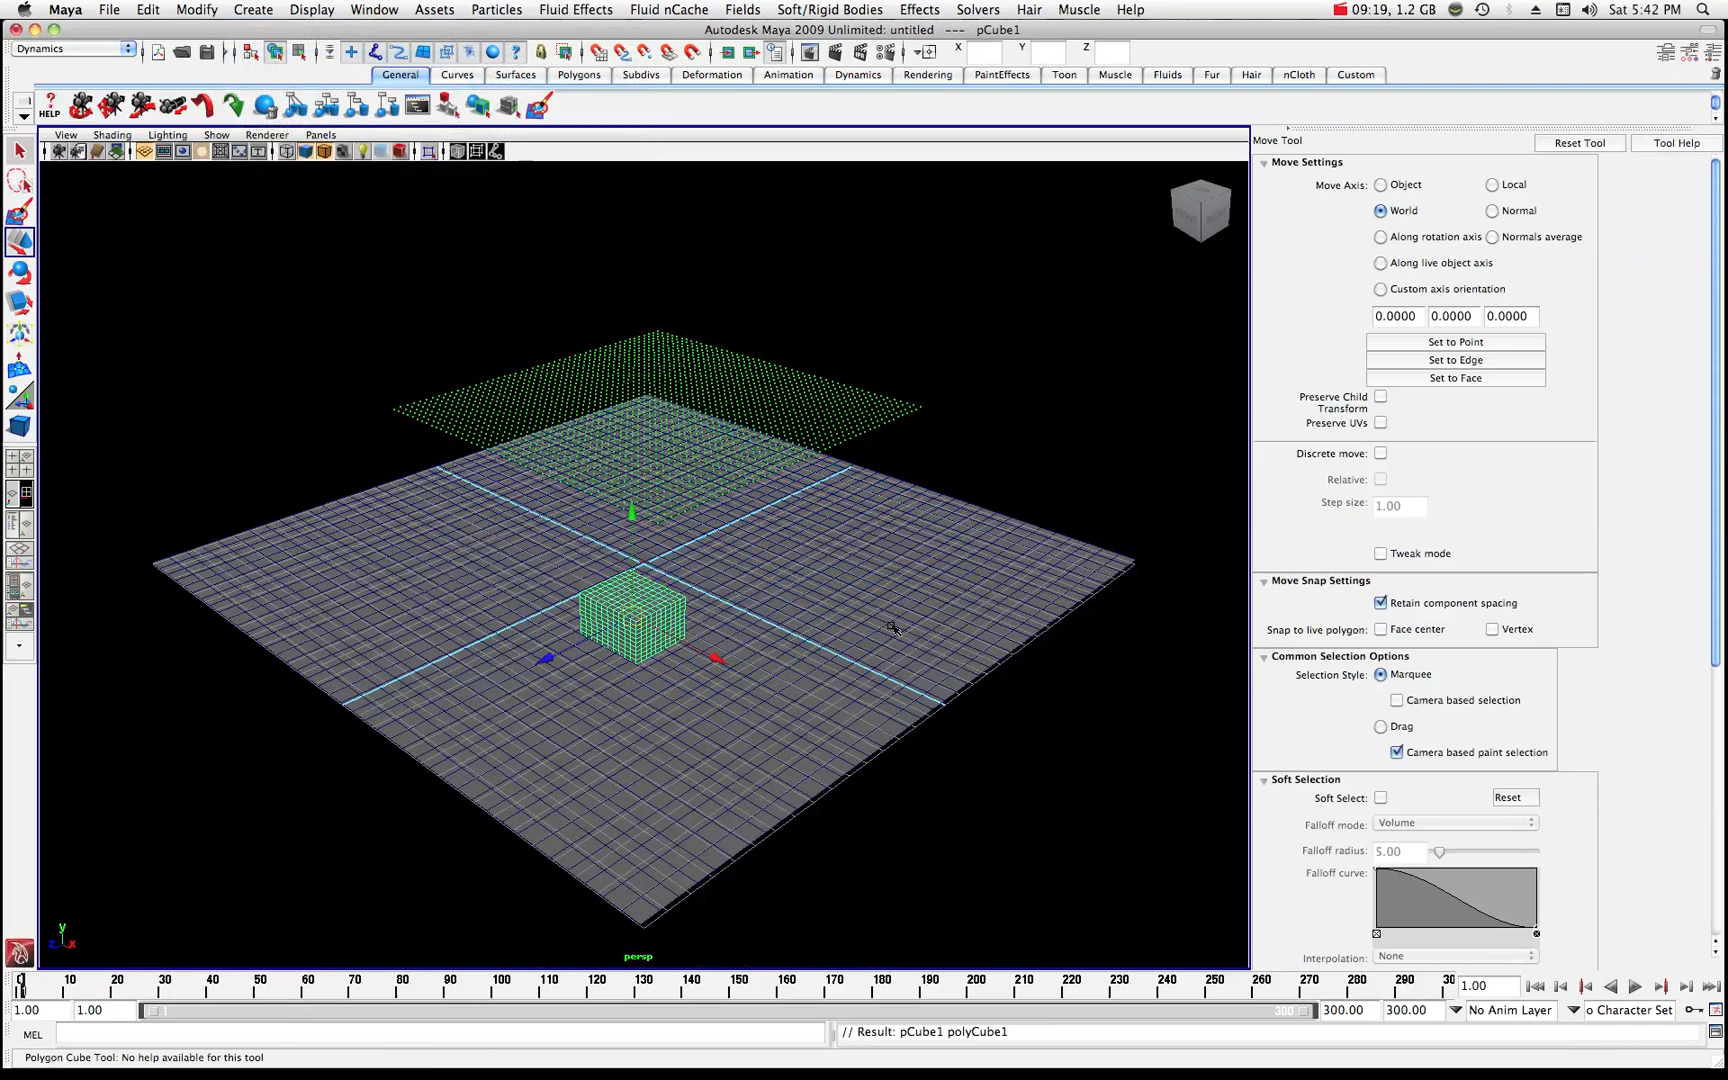 Maya File Edit Modify Create Display Window Assets Particles Fluid Effects Fluid nCache Fields Soft/Rigid Bodies Effects Solvers Hair Muscle Help 09:19, 1.2 GB Sat 5:42 PM
Autodesk Maya 2009 Unlimited: untitled --- pCube1
Dynamics X Y Z
General Curves Surfaces Polygons Subdivs Deformation Animation Dynamics Rendering PaintEffects Toon Muscle Fluids Fur Hair nCloth Custom
HELP
View Shading Lighting Show Renderer Panels
Move Tool Reset Tool Tool Help
Move Settings
Move Axis: Object Local
World Normal
Along rotation axis Normals average
Along live object axis
Custom axis orientation
0.0000 0.0000 0.0000
Set to Point
Set to Edge
Set to Face
Preserve Child
Transform
Preserve UVs
Discrete move:
Relative:
Step size: 1.00
Tweak mode
Move Snap Settings
Retain component spacing
Snap to live polygon: Face center Vertex
Common Selection Options
Selection Style: Marquee
Camera based selection
Drag
Camera based paint selection
Soft Selection
Soft Select: Reset
Falloff mode: Volume
Falloff radius: 5.00
Falloff curve:
Interpolation: None
y
z x
persp
10 20 30 40 50 60 70 80 90 100 110 120 130 140 150 160 170 180 190 200 210 220 230 240 250 260 270 280 290 30 1.00
1.00 1.00 1 300 300.00 300.00 No Anim Layer o Character Set
MEL // Result: pCube1 polyCube1
Polygon Cube Tool: No help available for this tool